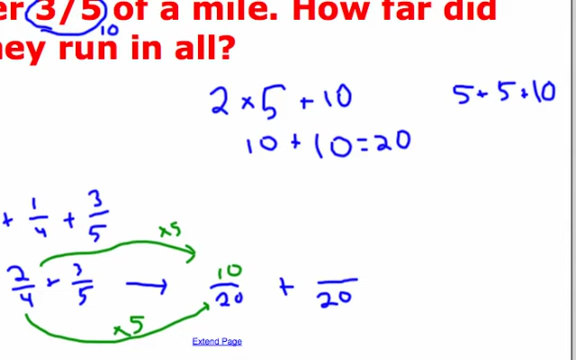 er 3/5 of a mile. How far did
10
ey run in all?
2 × 5 + 10
5 + 5 + 10
10 + 10 = 20
+ 1/4 + 3/5
×5
2/4 + 3/5 → 10/20 + /20
×5
Extend Page